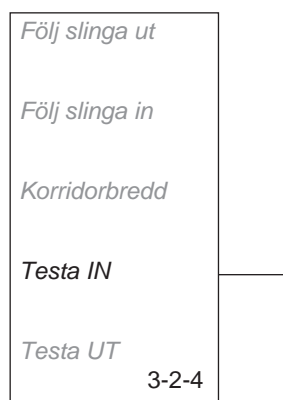 Följ slinga ut
Följ slinga in
Korridorbredd
Testa IN
Testa UT
3-2-4